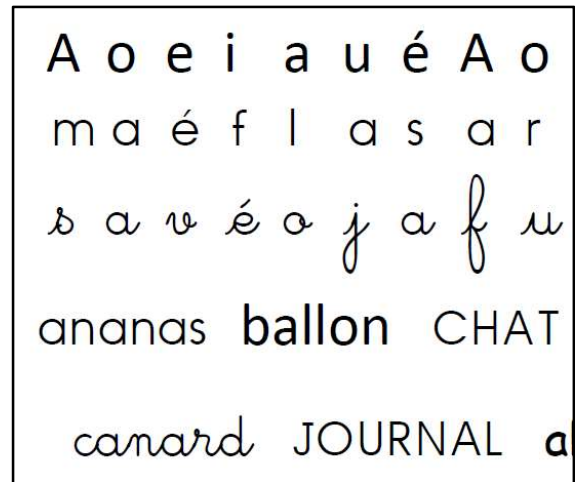 A o e i a u é A o
m a é f l a s a r
s a v é o j a f u
ananas ballon CHAT
canard JOURNAL